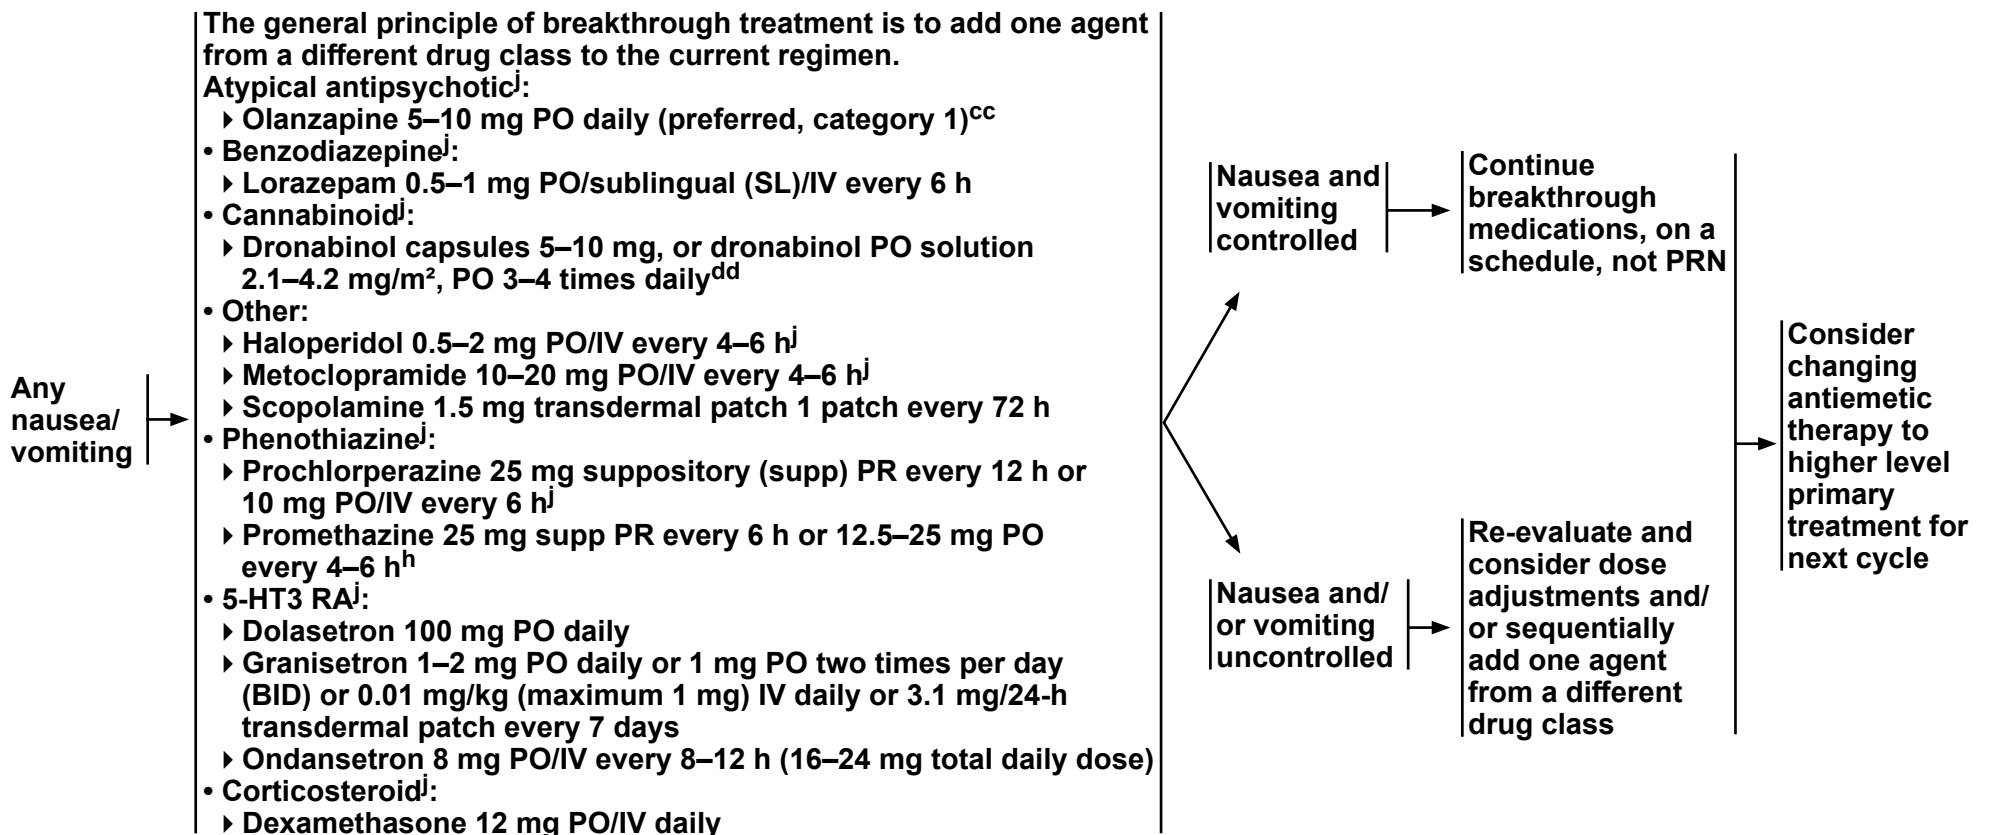 Any
nausea/
vomiting
The general principle of breakthrough treatment is to add one agent
from a different drug class to the current regimen.
Atypical antipsychoticʲ:
‣ Olanzapine 5–10 mg PO daily (preferred, category 1)ᶜᶜ
• Benzodiazepineʲ:
‣ Lorazepam 0.5–1 mg PO/sublingual (SL)/IV every 6 h
• Cannabinoidʲ:
‣ Dronabinol capsules 5–10 mg, or dronabinol PO solution
2.1–4.2 mg/m², PO 3–4 times dailyᵈᵈ
• Other:
‣ Haloperidol 0.5–2 mg PO/IV every 4–6 hʲ
‣ Metoclopramide 10–20 mg PO/IV every 4–6 hʲ
‣ Scopolamine 1.5 mg transdermal patch 1 patch every 72 h
• Phenothiazineʲ:
‣ Prochlorperazine 25 mg suppository (supp) PR every 12 h or
10 mg PO/IV every 6 hʲ
‣ Promethazine 25 mg supp PR every 6 h or 12.5–25 mg PO
every 4–6 hʰ
• 5-HT3 RAʲ:
‣ Dolasetron 100 mg PO daily
‣ Granisetron 1–2 mg PO daily or 1 mg PO two times per day
(BID) or 0.01 mg/kg (maximum 1 mg) IV daily or 3.1 mg/24-h
transdermal patch every 7 days
‣ Ondansetron 8 mg PO/IV every 8–12 h (16–24 mg total daily dose)
• Corticosteroidʲ:
‣ Dexamethasone 12 mg PO/IV daily
Nausea and
vomiting
controlled
Continue
breakthrough
medications, on a
schedule, not PRN
Nausea and/
or vomiting
uncontrolled
Re-evaluate and
consider dose
adjustments and/
or sequentially
add one agent
from a different
drug class
Consider
changing
antiemetic
therapy to
higher level
primary
treatment for
next cycle